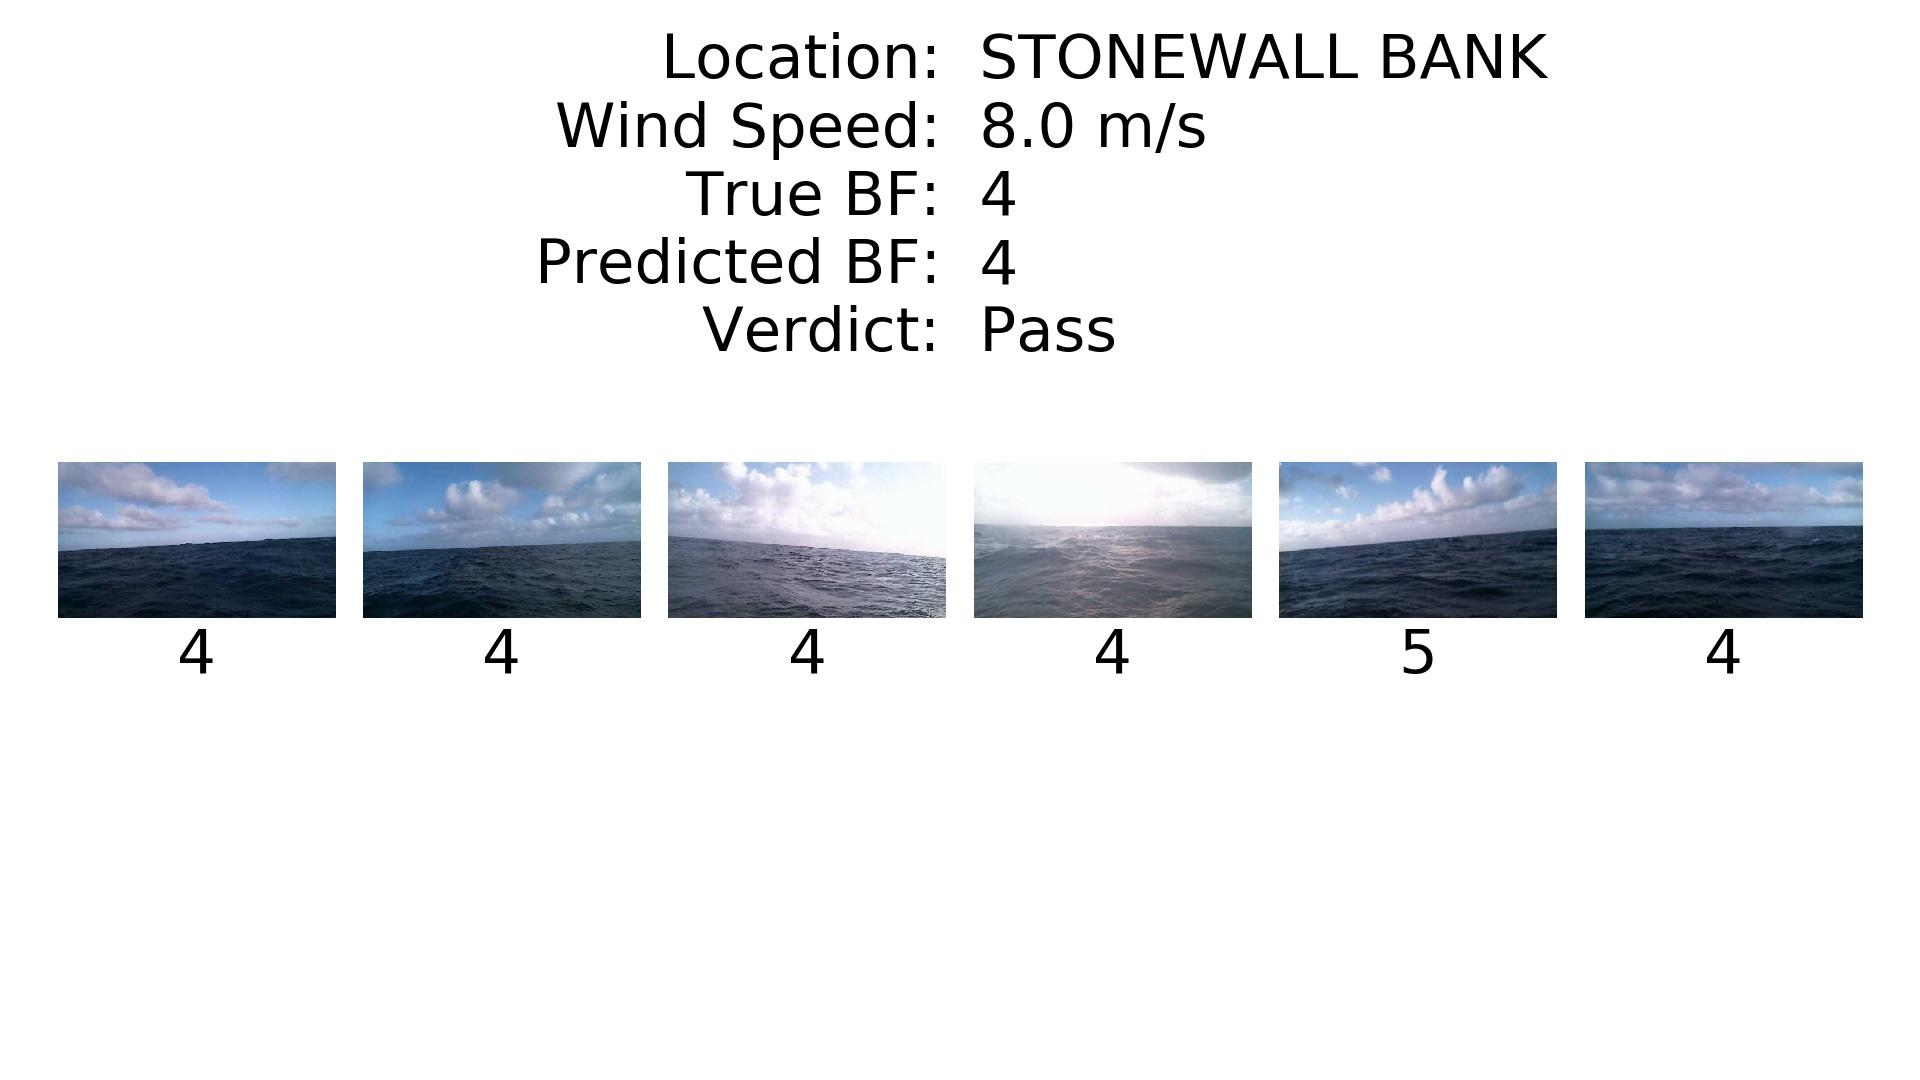 Location: STONEWALL BANK
Wind Speed: 8.0 m/s
True BF: 4
Predicted BF: 4
Verdict: Pass
4 4 4 4 5 4